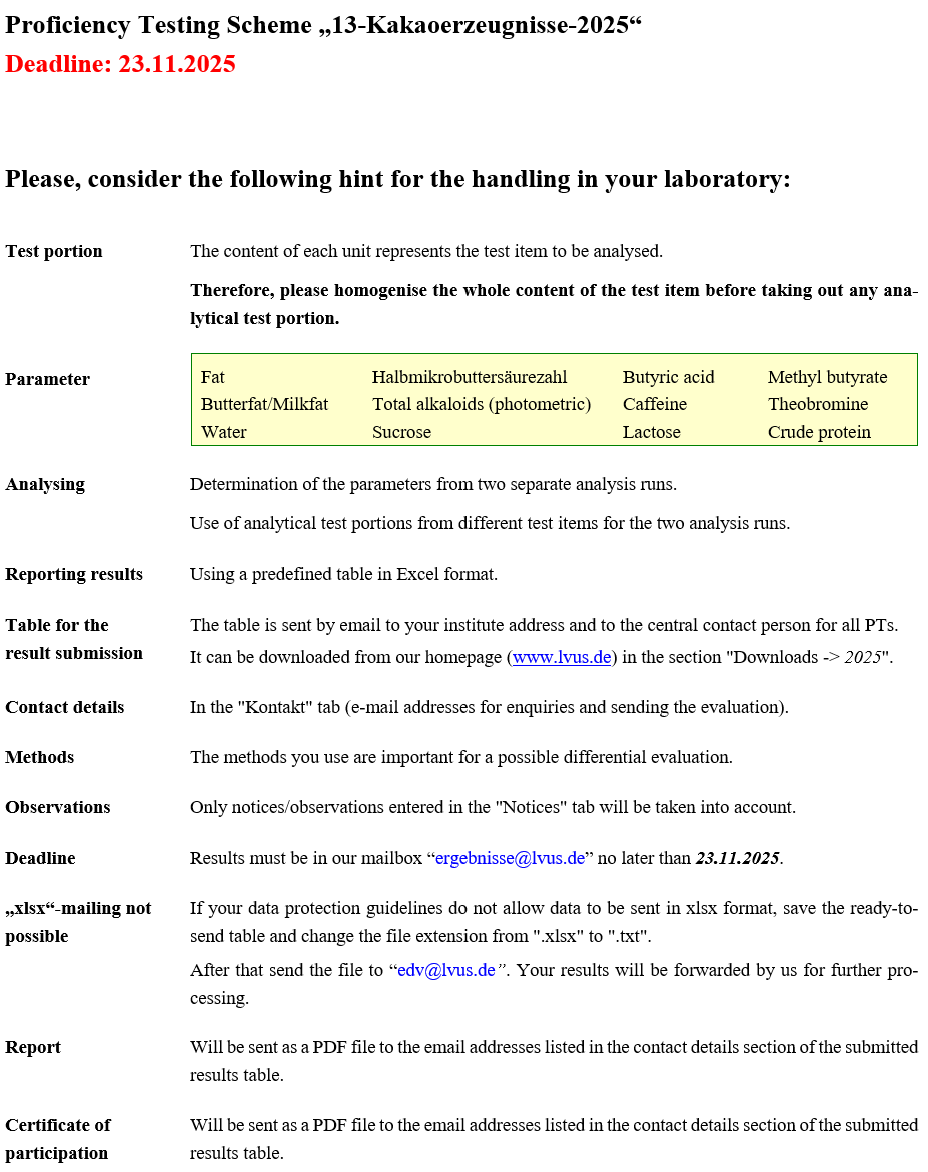 Proficiency Testing Scheme „13-Kakaoerzeugnisse-2025“
Deadline: 23.11.2025
Please, consider the following hint for the handling in your laboratory:
Test portion The content of each unit represents the test item to be analysed.
Therefore, please homogenise the whole content of the test item before taking out any ana-
lytical test portion.
Parameter
Fat Halbmikrobuttersäurezahl Butyric acid Methyl butyrate
Butterfat/Milkfat Total alkaloids (photometric) Caffeine Theobromine
Water Sucrose Lactose Crude protein
Analysing Determination of the parameters from two separate analysis runs.
Use of analytical test portions from different test items for the two analysis runs.
Reporting results Using a predefined table in Excel format.
Table for the
result submission
The table is sent by email to your institute address and to the central contact person for all PTs.
It can be downloaded from our homepage (www.lvus.de) in the section "Downloads -> 2025".
Contact details In the "Kontakt" tab (e-mail addresses for enquiries and sending the evaluation).
Methods The methods you use are important for a possible differential evaluation.
Observations Only notices/observations entered in the "Notices" tab will be taken into account.
Deadline Results must be in our mailbox “ergebnisse@lvus.de” no later than 23.11.2025.
„xlsx“-mailing not
possible
If your data protection guidelines do not allow data to be sent in xlsx format, save the ready-to-
send table and change the file extension from ".xlsx" to ".txt".
After that send the file to “edv@lvus.de”. Your results will be forwarded by us for further pro-
cessing.
Report Will be sent as a PDF file to the email addresses listed in the contact details section of the submitted
results table.
Certificate of
participation
Will be sent as a PDF file to the email addresses listed in the contact details section of the submitted
results table.